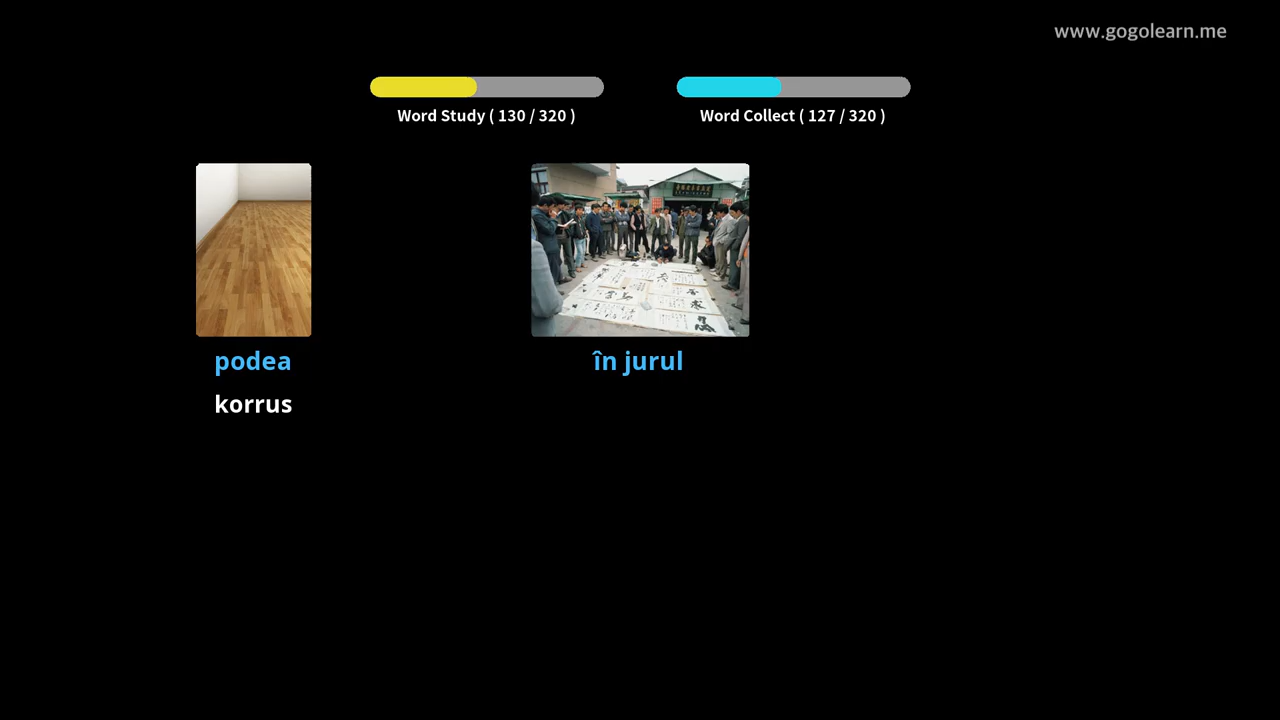 www.gogolearn.me
Word Study ( 130 / 320 )
Word Collect ( 127 / 320 )
podea
în jurul
korrus